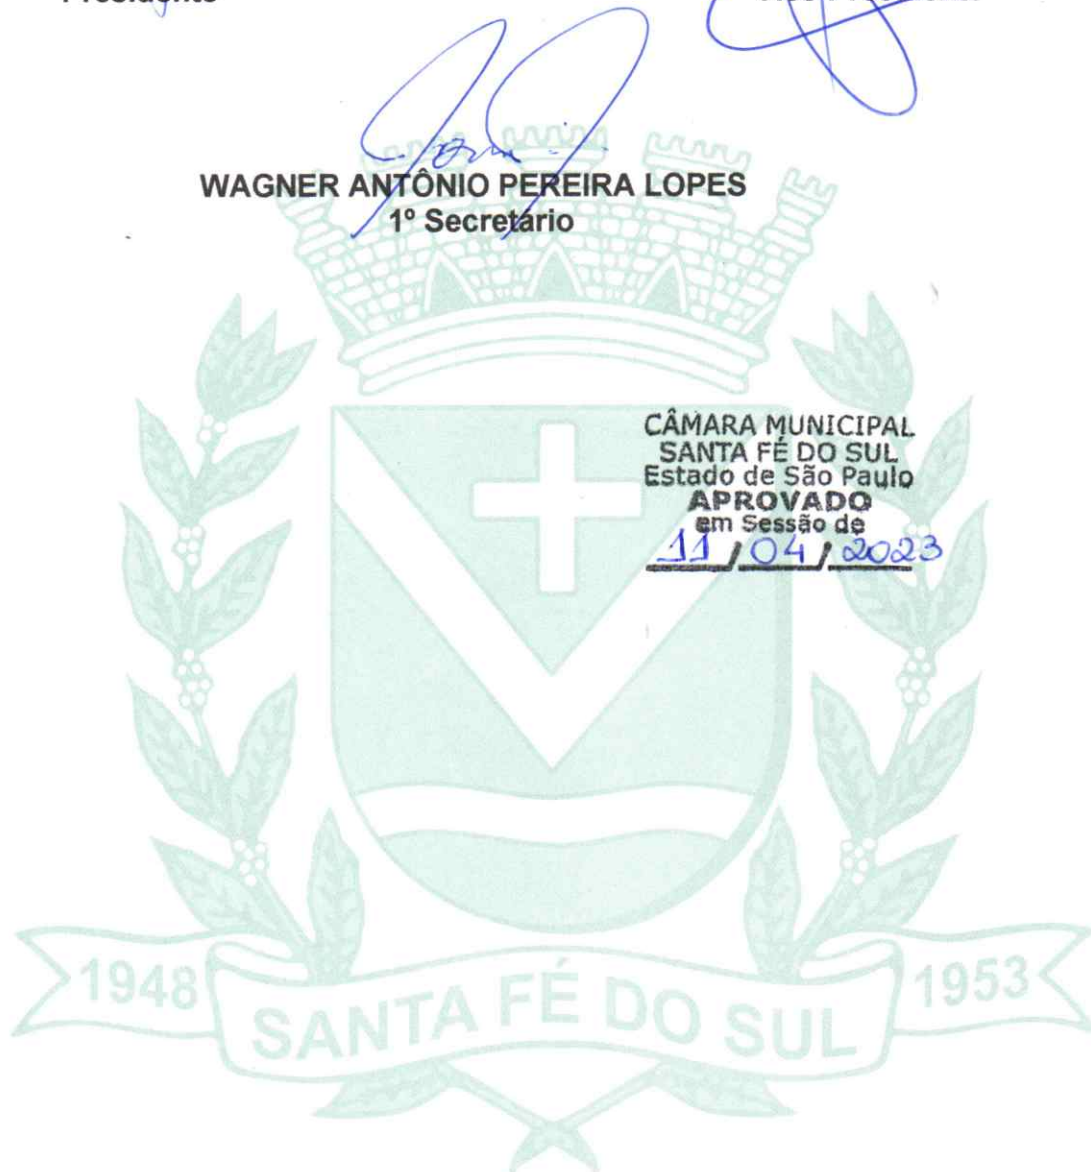 Presidente
WAGNER ANTÔNIO PEREIRA LOPES
1º Secretário
CÂMARA MUNICIPAL
SANTA FÉ DO SUL
Estado de São Paulo
APROVADO
em Sessão de
11 / 04 / 2023
1948
SANTA FÉ DO SUL
1953